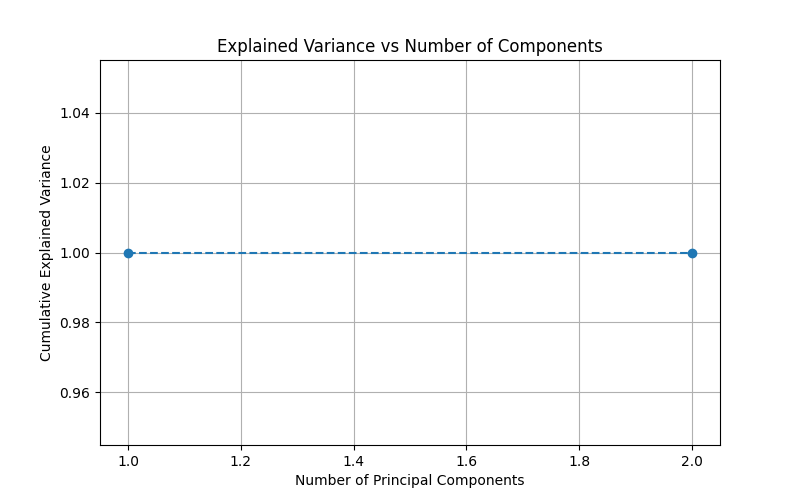 Explained Variance vs Number of Components
Cumulative Explained Variance
1.04
1.02
1.00
0.98
0.96
1.0 1.2 1.4 1.6 1.8 2.0
Number of Principal Components